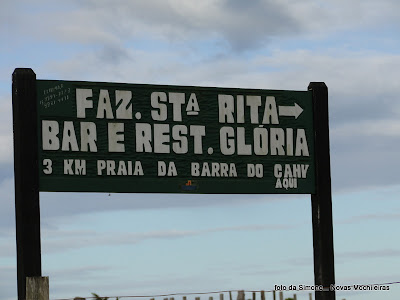 FAZ. STª RITA
BAR E REST. GLÓRIA
3 KM PRAIA DA BARRA DO CAHY
AQUI
foto da Simone... Novas Mochileiras